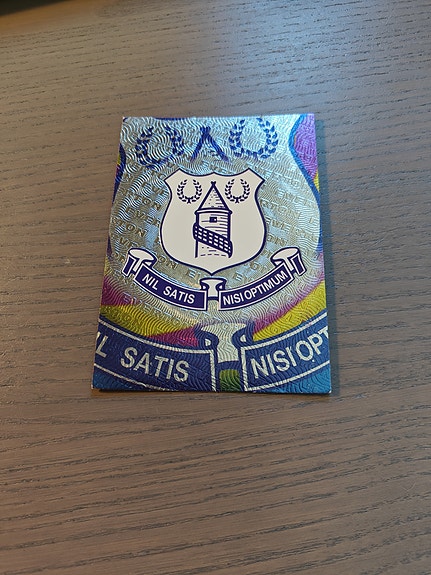 NIL SATIS
NISI OPTIMUM
L SATIS
NISI OPT